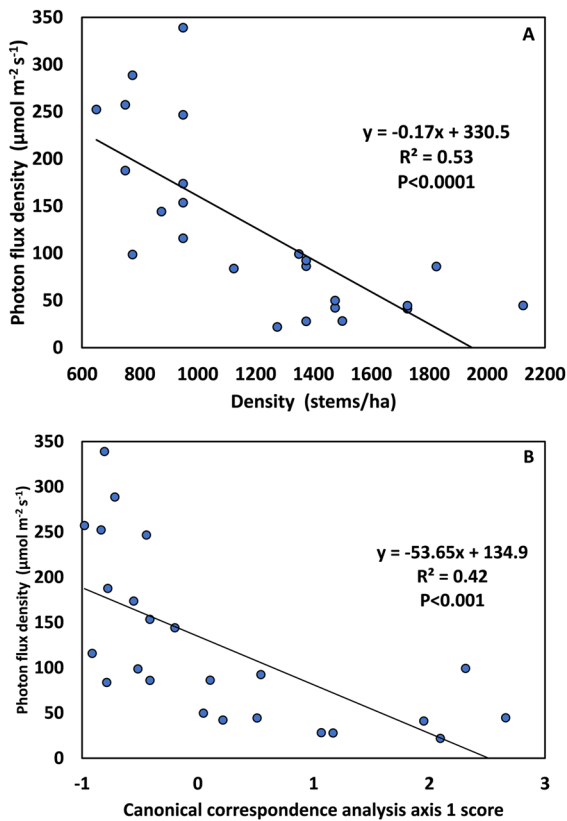 A
350
300
250
200
150
100
50
0
Photon flux density (µmol m⁻² s⁻¹)
y = -0.17x + 330.5
R² = 0.53
P<0.0001
600 800 1000 1200 1400 1600 1800 2000 2200
Density (stems/ha)
B
350
300
250
200
150
100
50
0
Photon flux density (µmol m⁻² s⁻¹)
y = -53.65x + 134.9
R² = 0.42
P<0.001
-1 0 1 2 3
Canonical correspondence analysis axis 1 score